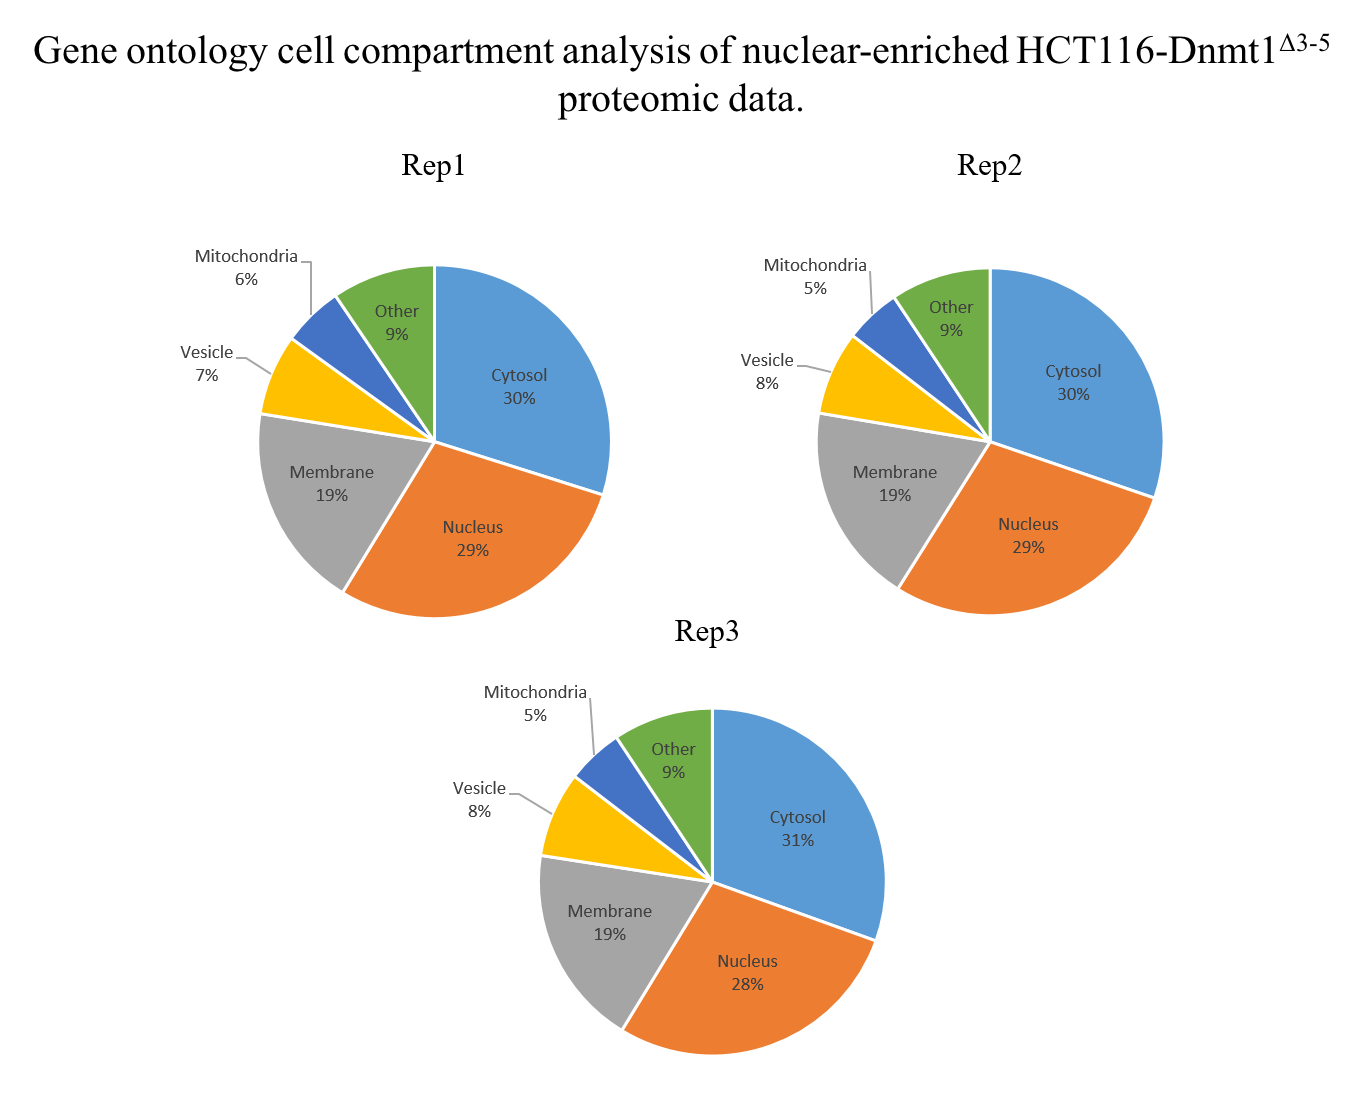 Gene ontology cell compartment analysis of nuclear-enriched HCT116-Dnmt1Δ3-5
proteomic data.
Rep1
Mitochondria
6%
Other
9%
Vesicle
7%
Cytosol
30%
Membrane
19%
Nucleus
29%
Rep2
Mitochondria
5%
Other
9%
Vesicle
8%
Cytosol
30%
Membrane
19%
Nucleus
29%
Rep3
Mitochondria
5%
Other
9%
Vesicle
8%
Cytosol
31%
Membrane
19%
Nucleus
28%